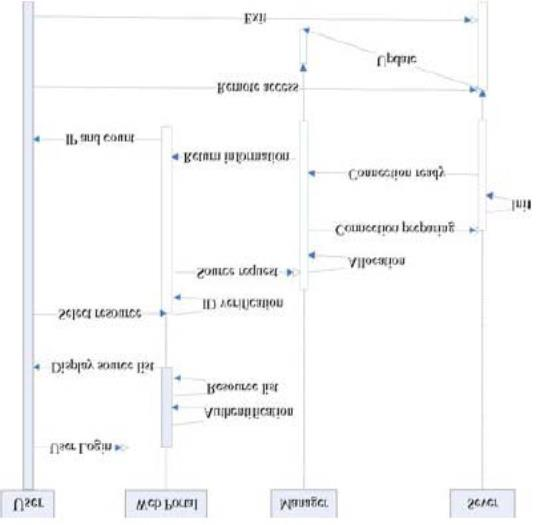 User
Web Portal
Manager
Sever
User Login
Authentification
Resource list
Display source list
Select resource
ID verification
Source request
Allocation
Connection preparing
Init
Connection ready
Return information
IP and count
Remote access
Update
Exit